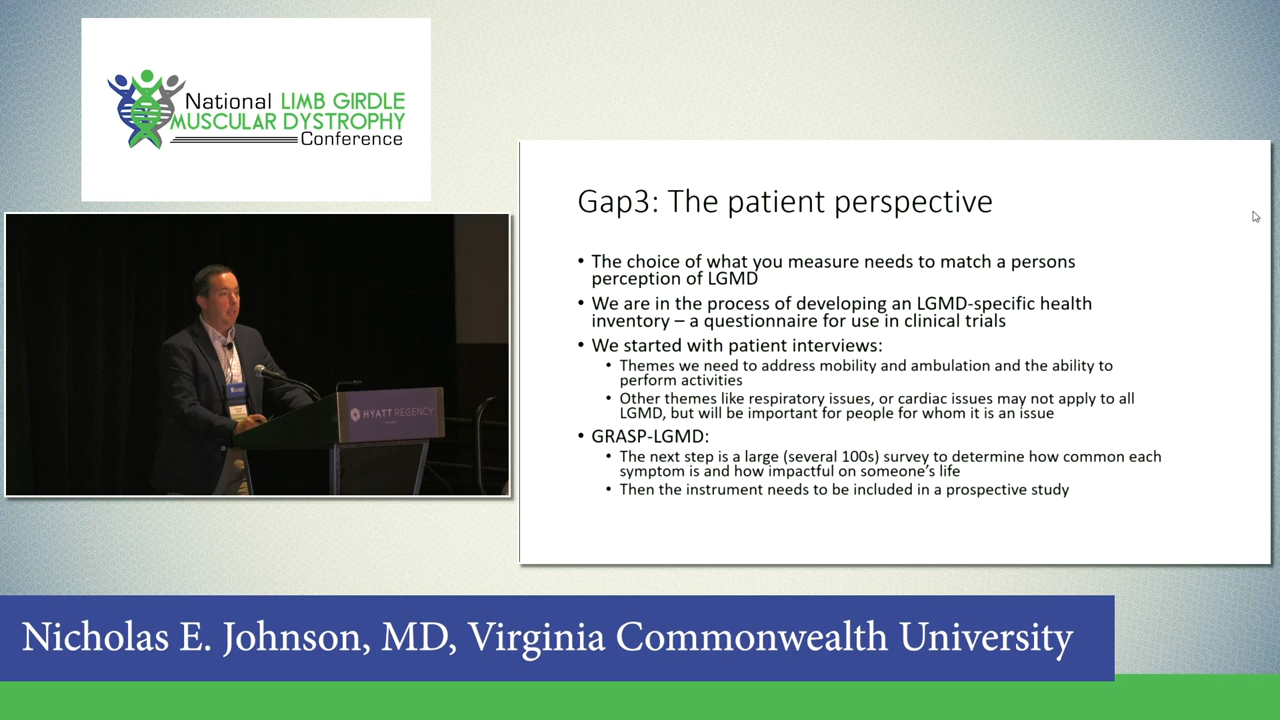 National LIMB GIRDLE
MUSCULAR DYSTROPHY
Conference
HYATT REGENCY
Gap3: The patient perspective
• The choice of what you measure needs to match a persons
perception of LGMD
• We are in the process of developing an LGMD-specific health
inventory – a questionnaire for use in clinical trials
• We started with patient interviews:
• Themes we need to address mobility and ambulation and the ability to
perform activities
• Other themes like respiratory issues, or cardiac issues may not apply to all
LGMD, but will be important for people for whom it is an issue
• GRASP-LGMD:
• The next step is a large (several 100s) survey to determine how common each
symptom is and how impactful on someone’s life
• Then the instrument needs to be included in a prospective study
Nicholas E. Johnson, MD, Virginia Commonwealth University